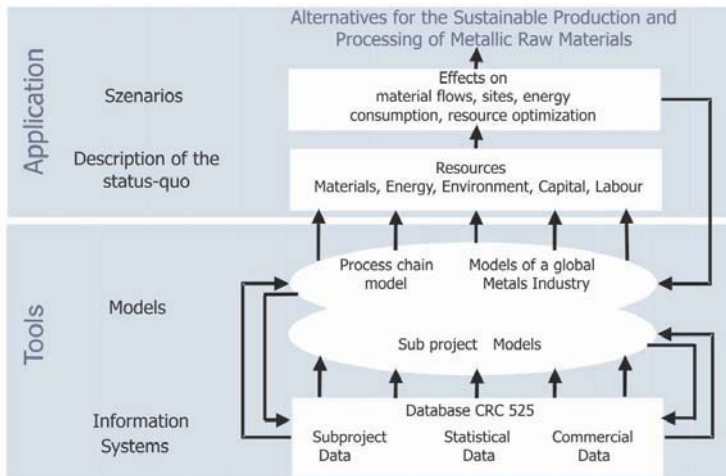 Alternatives for the Sustainable Production and
Processing of Metallic Raw Materials
Application
Szenarios
Effects on
material flows, sites, energy
consumption, resource optimization
Description of the
status-quo
Resources
Materials, Energy, Environment, Capital, Labour
Tools
Models
Process chain
model
Models of a global
Metals Industry
Sub project Models
Information
Systems
Database CRC 525
Subproject
Data
Statistical
Data
Commercial
Data